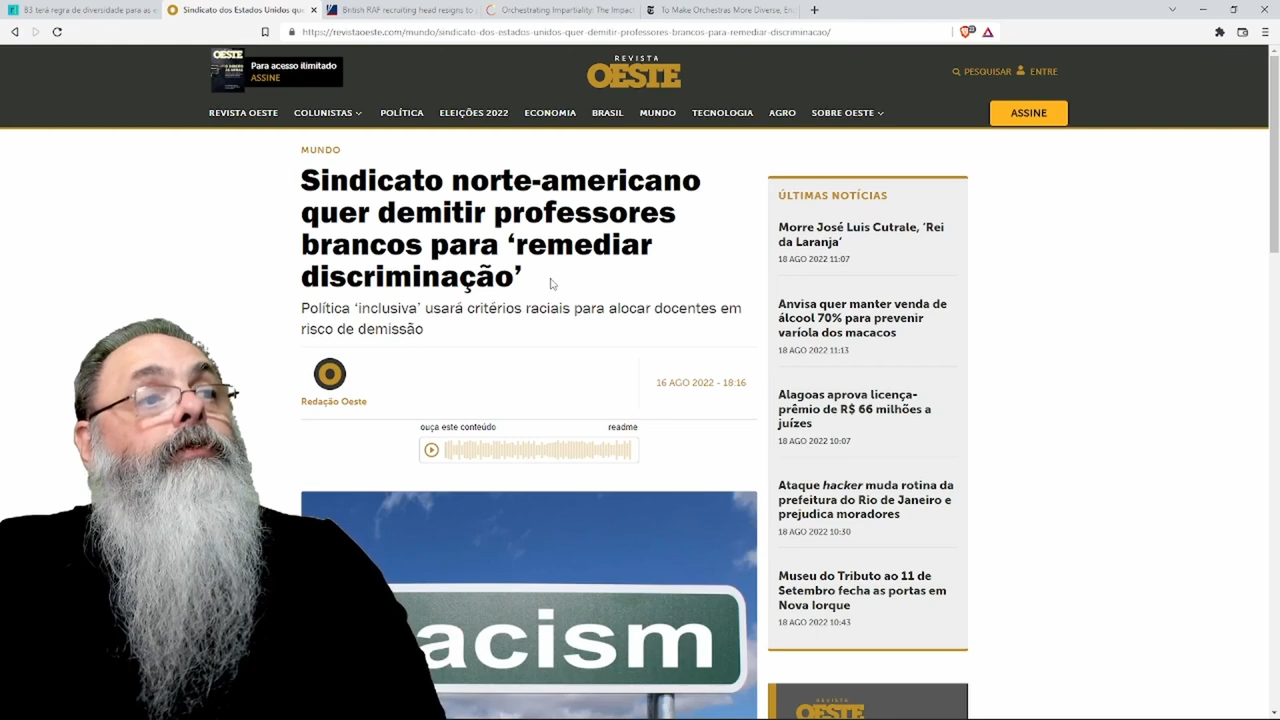 B3 terá regra de diversidade para as e
Sindicato dos Estados Unidos que
British RAF recruiting head resigns to p
Orchestrating Impartiality: The Impact
To Make Orchestras More Diverse, En
https://revistaoeste.com/mundo/sindicato-dos-estados-unidos-quer-demitir-professores-brancos-para-remediar-discriminacao/
OESTE
Para acesso ilimitado
ASSINE
REVISTA
OESTE
PESQUISAR
ENTRE
REVISTA OESTE
COLUNISTAS
POLÍTICA
ELEIÇÕES 2022
ECONOMIA
BRASIL
MUNDO
TECNOLOGIA
AGRO
SOBRE OESTE
ASSINE
MUNDO
Sindicato norte-americano
quer demitir professores
brancos para ‘remediar
discriminação’
Política ‘inclusiva’ usará critérios raciais para alocar docentes em
risco de demissão
Redação Oeste
16 AGO 2022 - 18:16
ouça este conteúdo
readme
acism
ÚLTIMAS NOTÍCIAS
Morre José Luis Cutrale, ‘Rei
da Laranja’
18 AGO 2022 11:07
Anvisa quer manter venda de
álcool 70% para prevenir
varíola dos macacos
18 AGO 2022 11:13
Alagoas aprova licença-
prêmio de R$ 66 milhões a
juízes
18 AGO 2022 10:07
Ataque hacker muda rotina da
prefeitura do Rio de Janeiro e
prejudica moradores
18 AGO 2022 10:30
Museu do Tributo ao 11 de
Setembro fecha as portas em
Nova Iorque
18 AGO 2022 10:43
REVISTA
OESTE